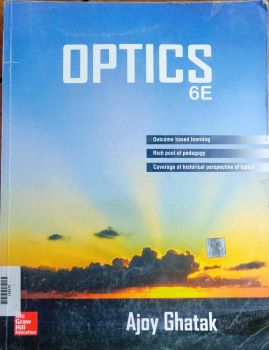 OPTICS
6E
Outcome based learning
Rich pool of pedagogy
Coverage of historical perspective of topics
Mc
Graw
Hill
Education
Ajoy Ghatak